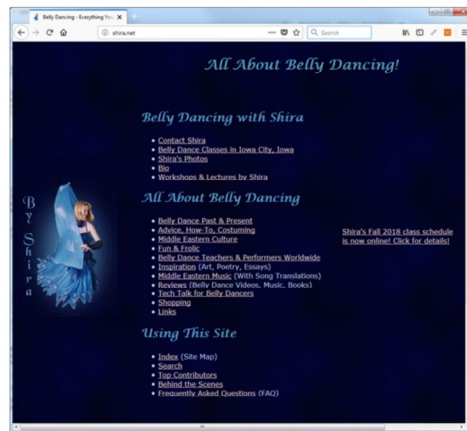 Belly Dancing - Everything You
shira.net
Search
All About Belly Dancing!
Belly Dancing with Shira
• Contact Shira
• Belly Dance Classes in Iowa City, Iowa
• Shira's Photos
• Bio
• Workshops & Lectures by Shira
By Shira
All About Belly Dancing
• Belly Dance Past & Present
• Advice, How-To, Costuming
• Middle Eastern Culture
• Fun & Frolic
• Belly Dance Teachers & Performers Worldwide
• Inspiration (Art, Poetry, Essays)
• Middle Eastern Music (With Song Translations)
• Reviews (Belly Dance Videos, Music, Books)
• Tech Talk for Belly Dancers
• Shopping
• Links
Shira's Fall 2018 class schedule
is now online! Click for details!
Using This Site
• Index (Site Map)
• Search
• Top Contributors
• Behind the Scenes
• Frequently Asked Questions (FAQ)